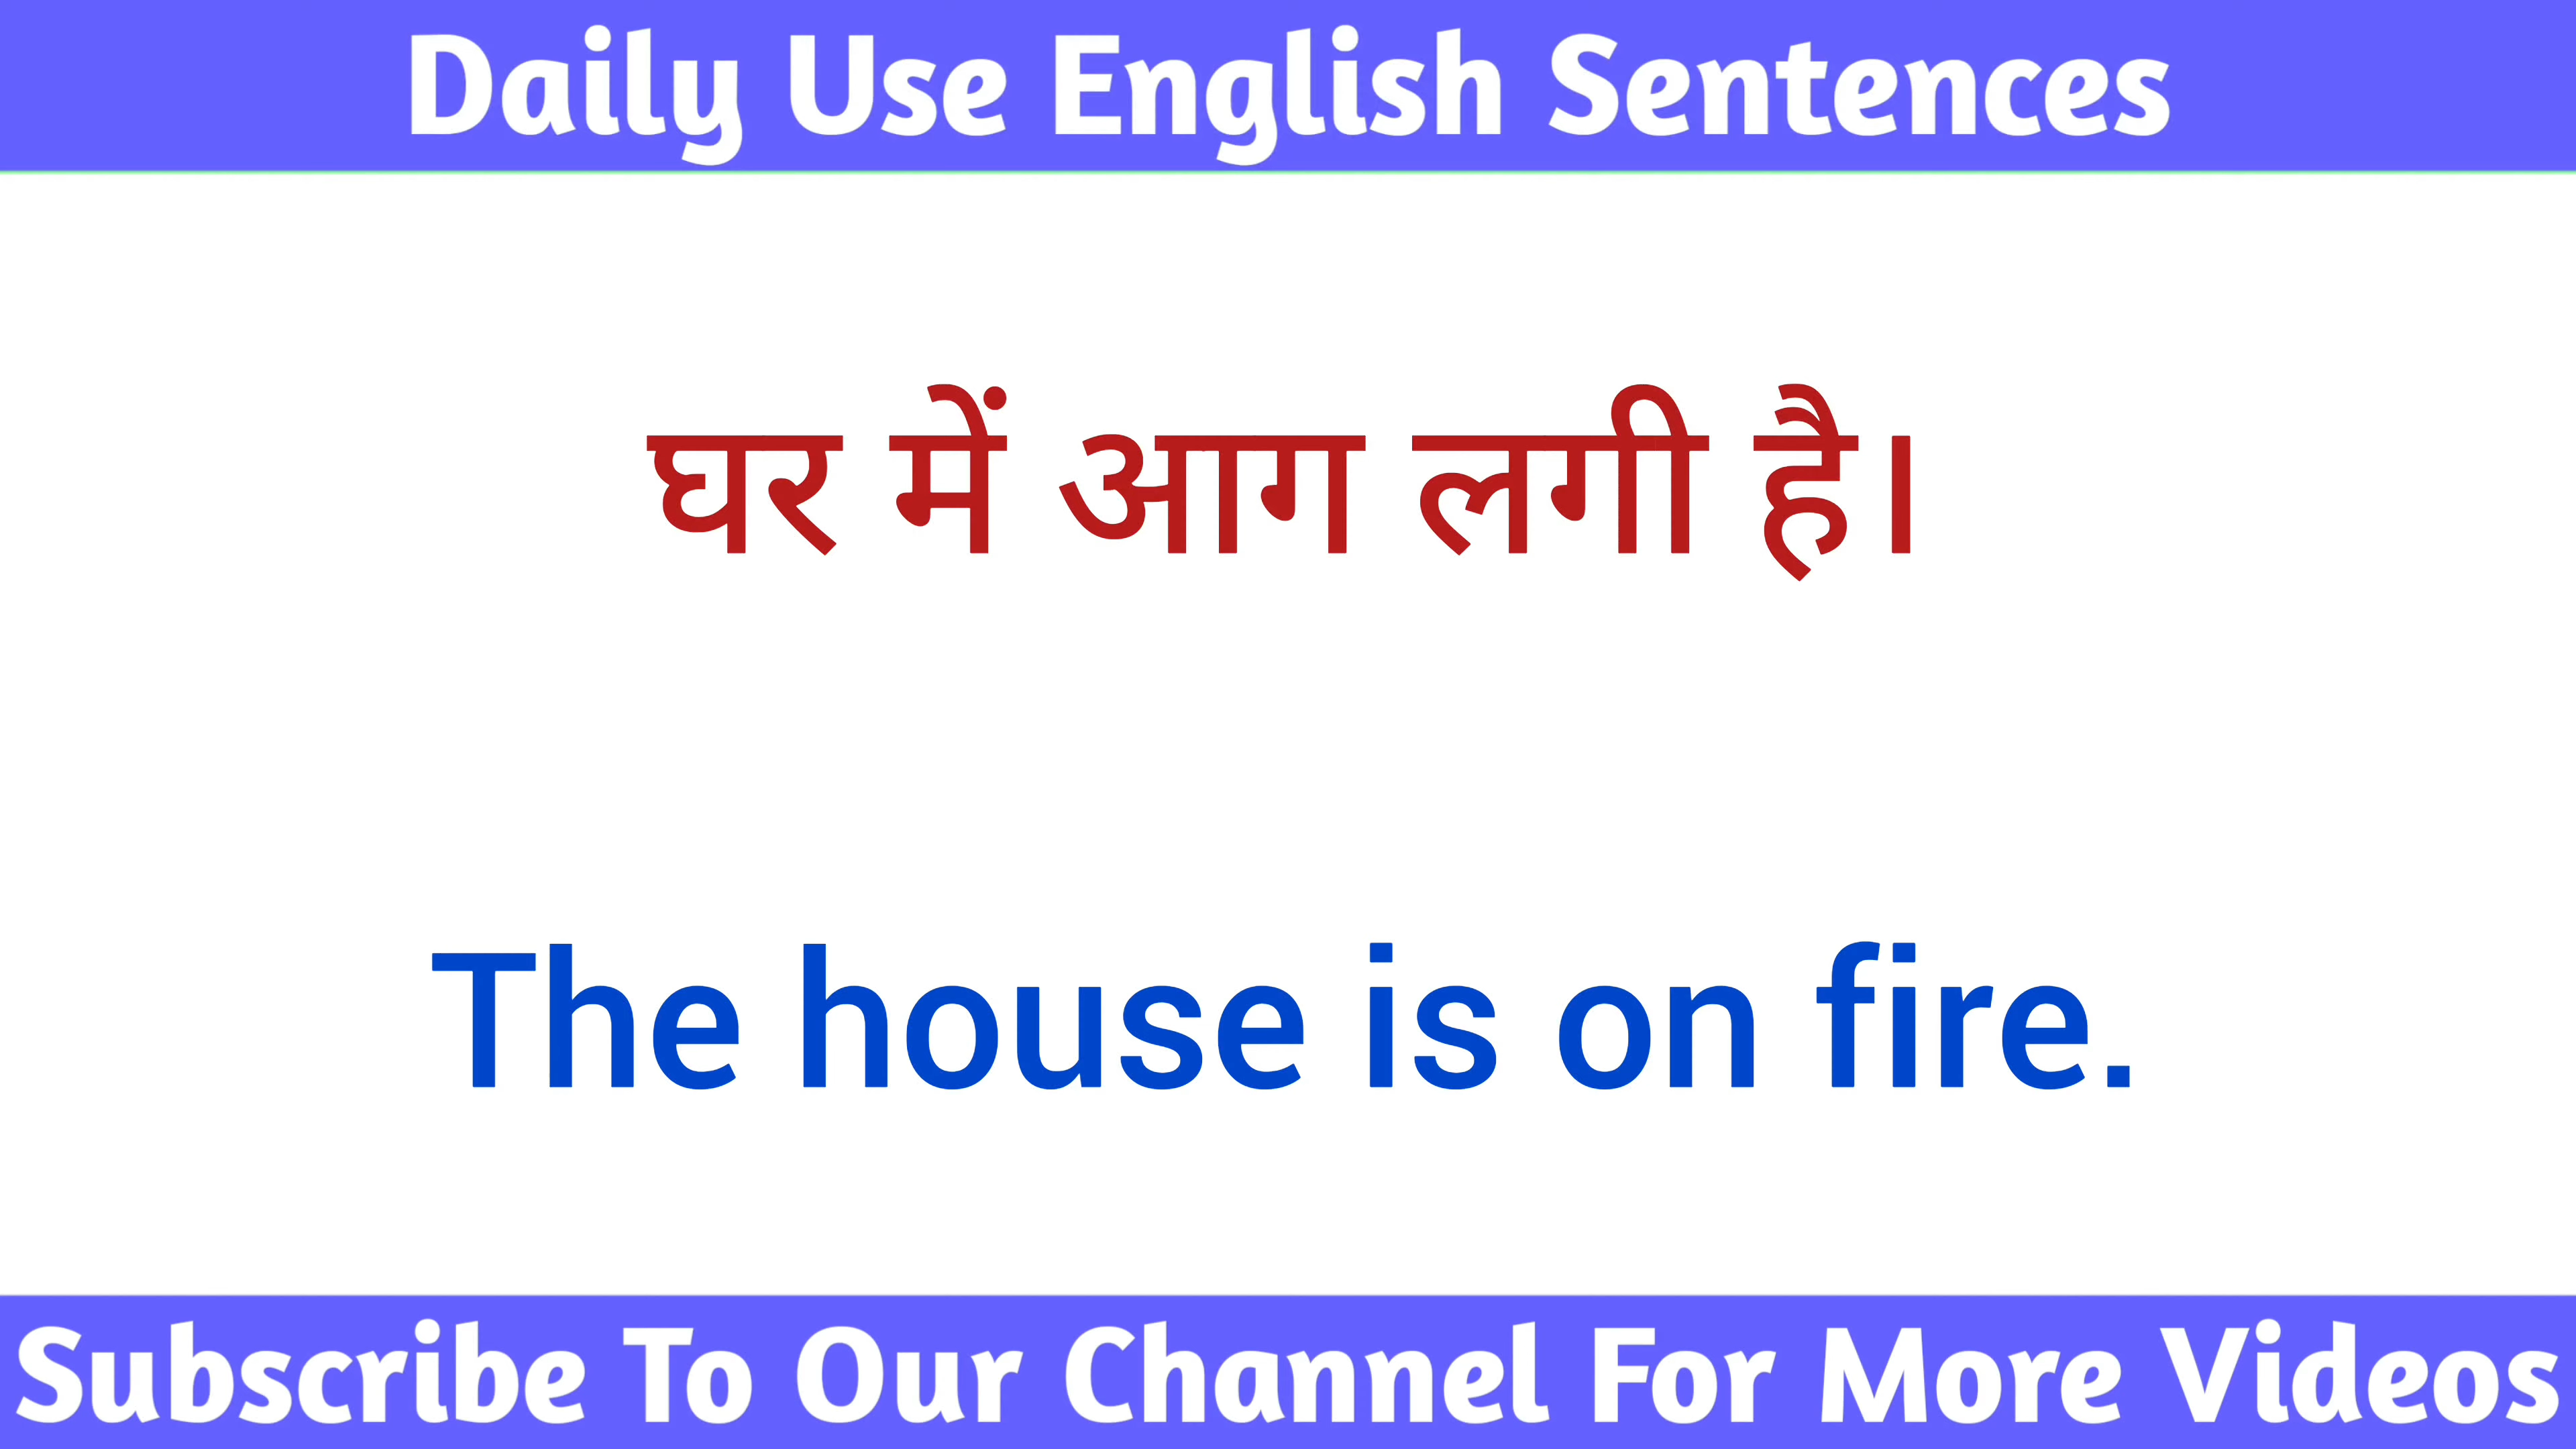 Daily Use English Sentences
घर में आग लगी है।
The house is on fire.
Subscribe To Our Channel For More Videos